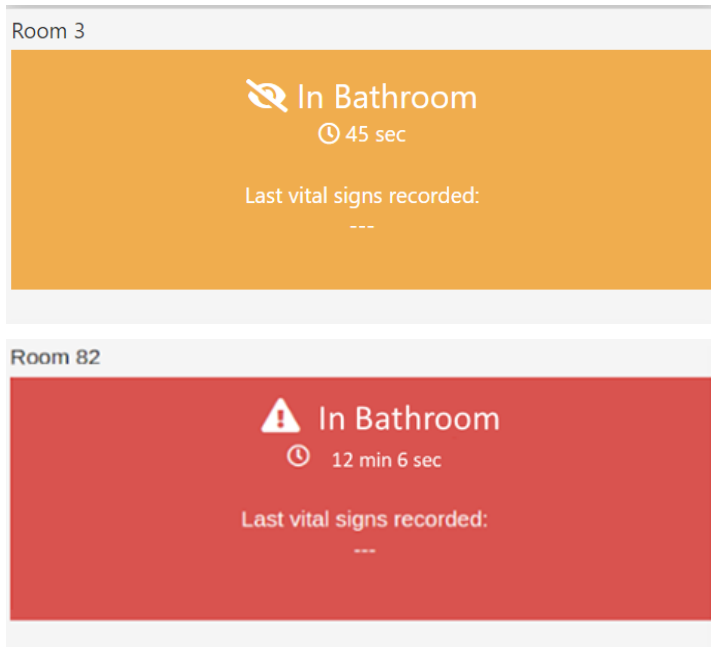 Room 3
In Bathroom
45 sec
Last vital signs recorded:
---
Room 82
In Bathroom
12 min 6 sec
Last vital signs recorded:
---